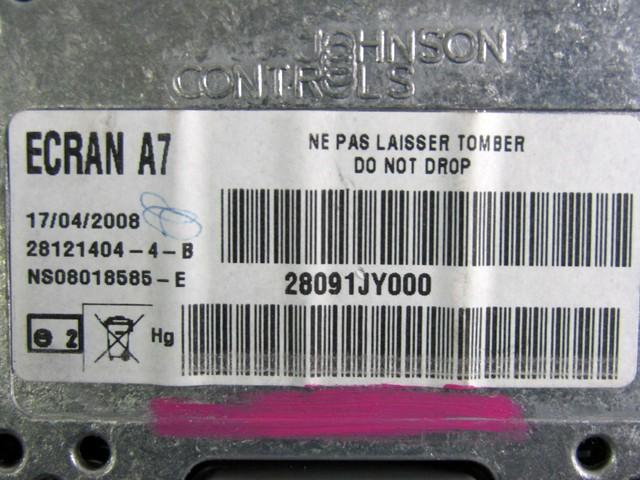 JOHNSON
CONTROLS
ECRAN A7
NE PAS LAISSER TOMBER
DO NOT DROP
17/04/2008
28121404-4-B
NS08018585-E
28091JY000
2
Hg